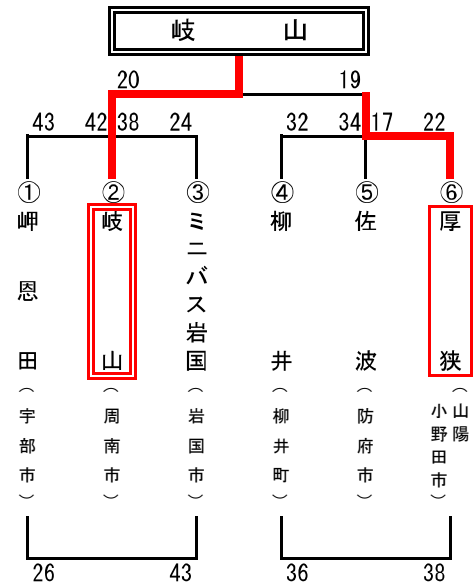 岐山
20 19
43 42 38 24 32 34 17 22
① ② ③ ④ ⑤ ⑥
岬恩田
（宇部市）
岐山
（周南市）
ミニバス岩国
（岩国市）
柳井
（柳井町）
佐波
（防府市）
厚狭
（山陽
小野田市）
26 43 36 38